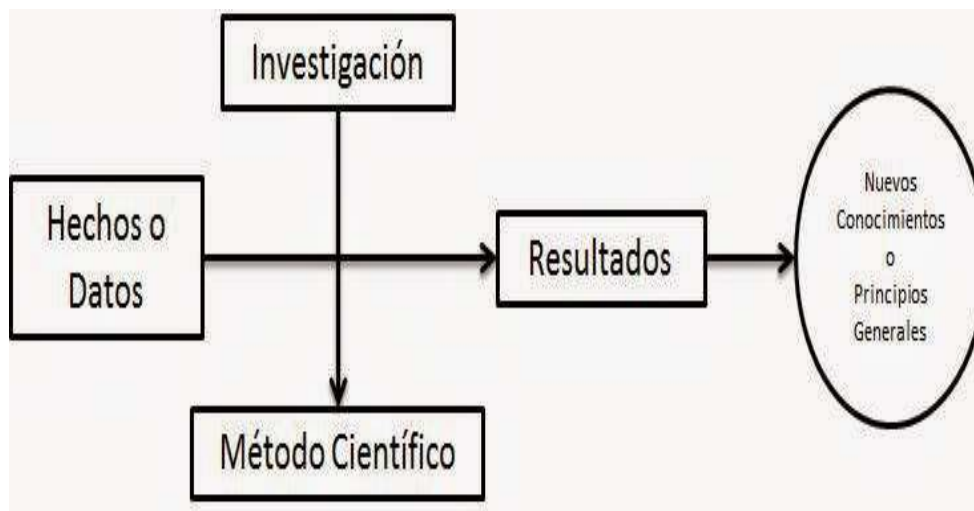 Investigación
Hechos o
Datos
Resultados
Nuevos
Conocimientos
o
Principios
Generales
Método Científico